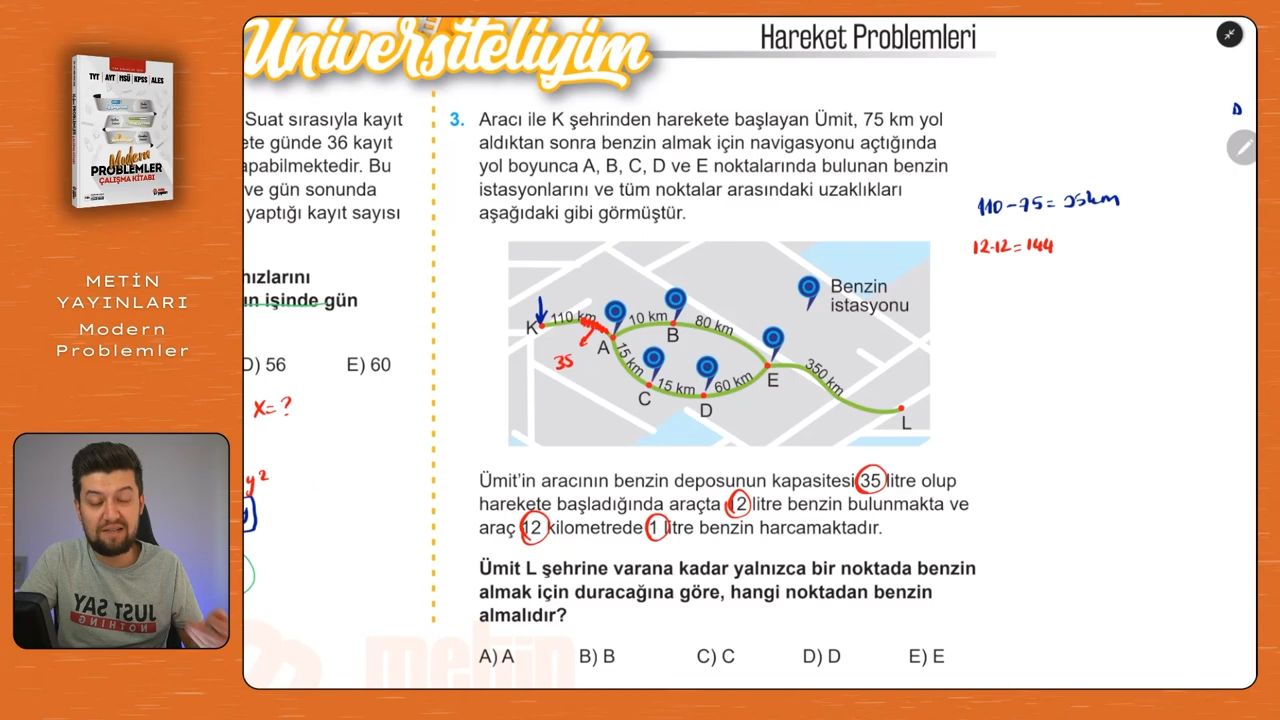 Üniversiteliyim
Hareket Problemleri
TYT | AYT | MSÜ | KPSS | ALES
Modern
PROBLEMLER
ÇALIŞMA KİTABI
METİN
YAYINLARI
Modern
Problemler
JUST SAY
NOTHING
Suat sırasıyla kayıt
ete günde 36 kayıt
apabilmektedir. Bu
ve gün sonunda
yaptığı kayıt sayısı
hızlarını
ın işinde gün
D) 56 E) 60
x=?
y²
3. Aracı ile K şehrinden harekete başlayan Ümit, 75 km yol
aldıktan sonra benzin almak için navigasyonu açtığında
yol boyunca A, B, C, D ve E noktalarında bulunan benzin
istasyonlarını ve tüm noktalar arasındaki uzaklıkları
aşağıdaki gibi görmüştür.
Benzin
istasyonu
K
110 km
A
10 km
B
80 km
15 km
C
15 km
D
60 km
E
350 km
L
35
Ümit'in aracının benzin deposunun kapasitesi 35 litre olup
harekete başladığında araçta 12 litre benzin bulunmakta ve
araç 12 kilometrede 1 litre benzin harcamaktadır.
Ümit L şehrine varana kadar yalnızca bir noktada benzin
almak için duracağına göre, hangi noktadan benzin
almalıdır?
A) A B) B C) C D) D E) E
110-75=35km
12.12=144
D
metin